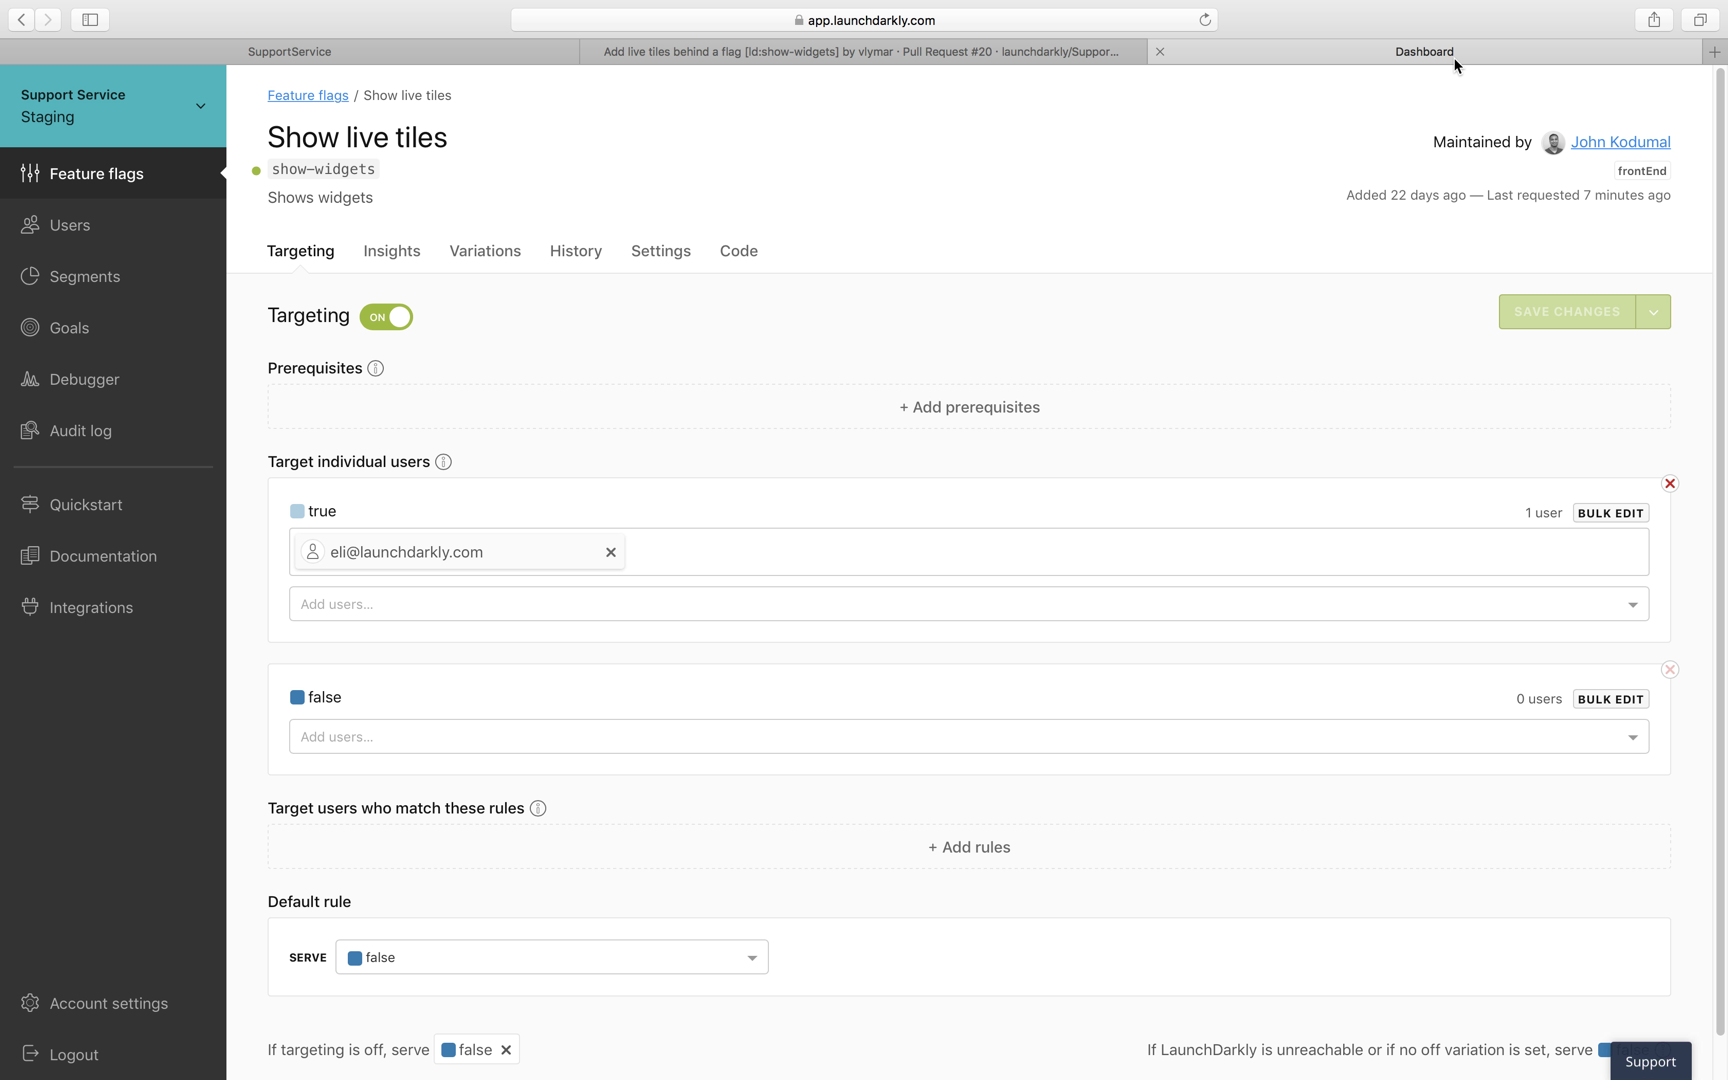 app.launchdarkly.com
SupportService
Add live tiles behind a flag [ld:show-widgets] by vlymar · Pull Request #20 · launchdarkly/Suppor...
Dashboard
Support Service
Staging
Feature flags
Users
Segments
Goals
Debugger
Audit log
Quickstart
Documentation
Integrations
Account settings
Logout
Feature flags / Show live tiles
Show live tiles
show-widgets
Shows widgets
Maintained by John Kodumal
frontEnd
Added 22 days ago — Last requested 7 minutes ago
Targeting Insights Variations History Settings Code
Targeting ON
SAVE CHANGES
Prerequisites
+ Add prerequisites
Target individual users
true
1 user BULK EDIT
eli@launchdarkly.com
Add users...
false
0 users BULK EDIT
Add users...
Target users who match these rules
+ Add rules
Default rule
SERVE false
If targeting is off, serve false
If LaunchDarkly is unreachable or if no off variation is set, serve
Support